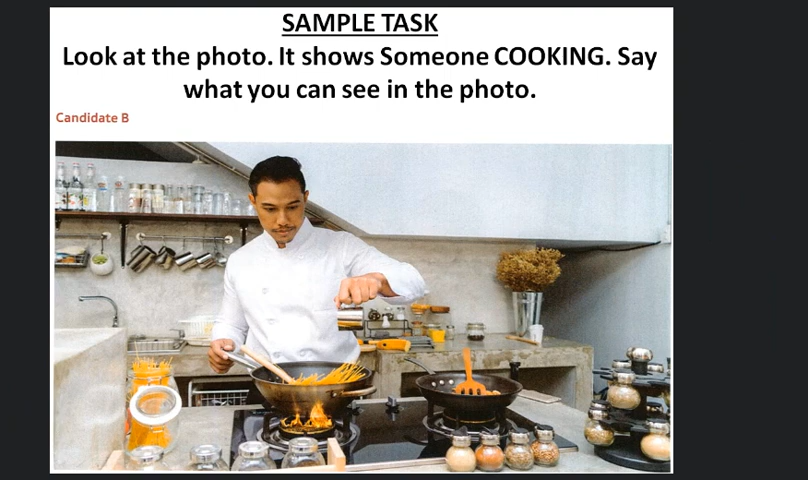 SAMPLE TASK
Look at the photo. It shows Someone COOKING. Say
what you can see in the photo.
Candidate B